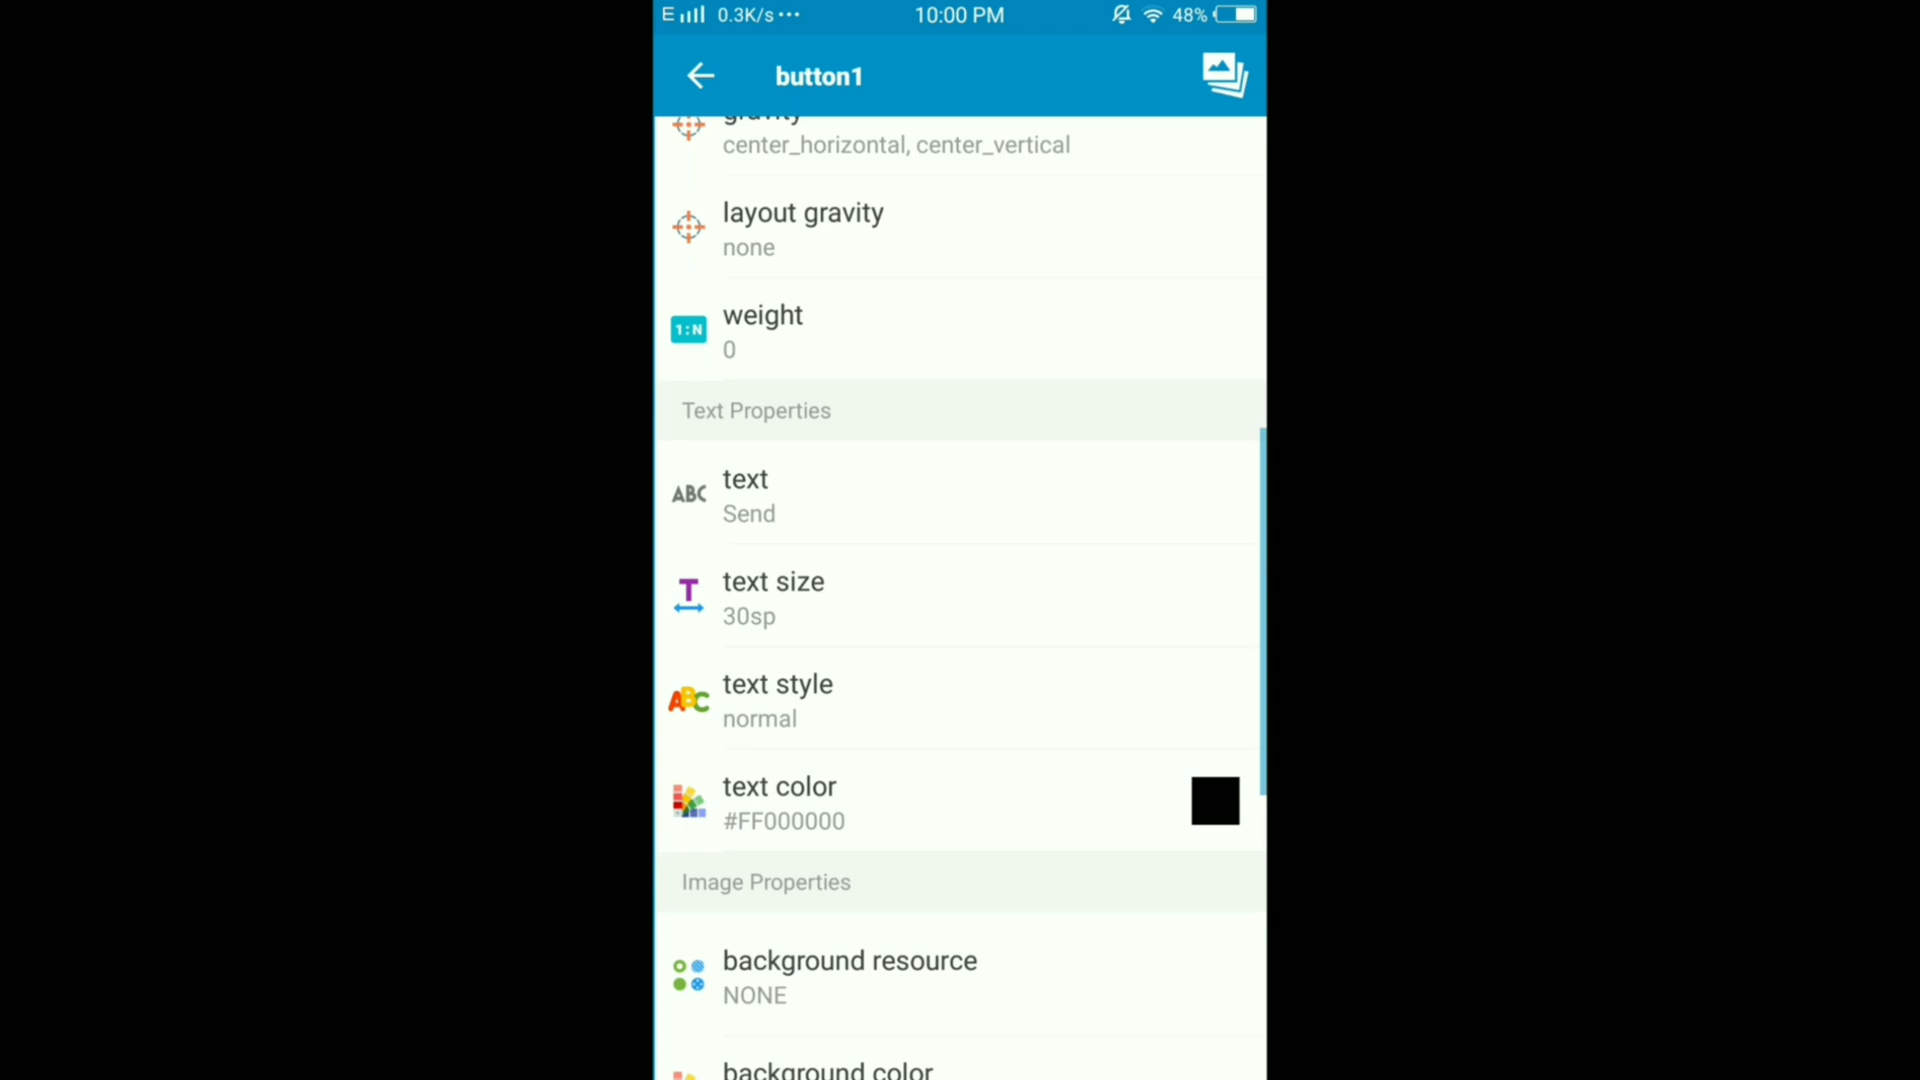 E 0.3K/s ... 10:00 PM 48%
button1
gravity
center_horizontal, center_vertical
layout gravity
none
1:N
weight
0
Text Properties
ABC
text
Send
T
text size
30sp
ABC
text style
normal
text color
#FF000000
Image Properties
background resource
NONE
background color